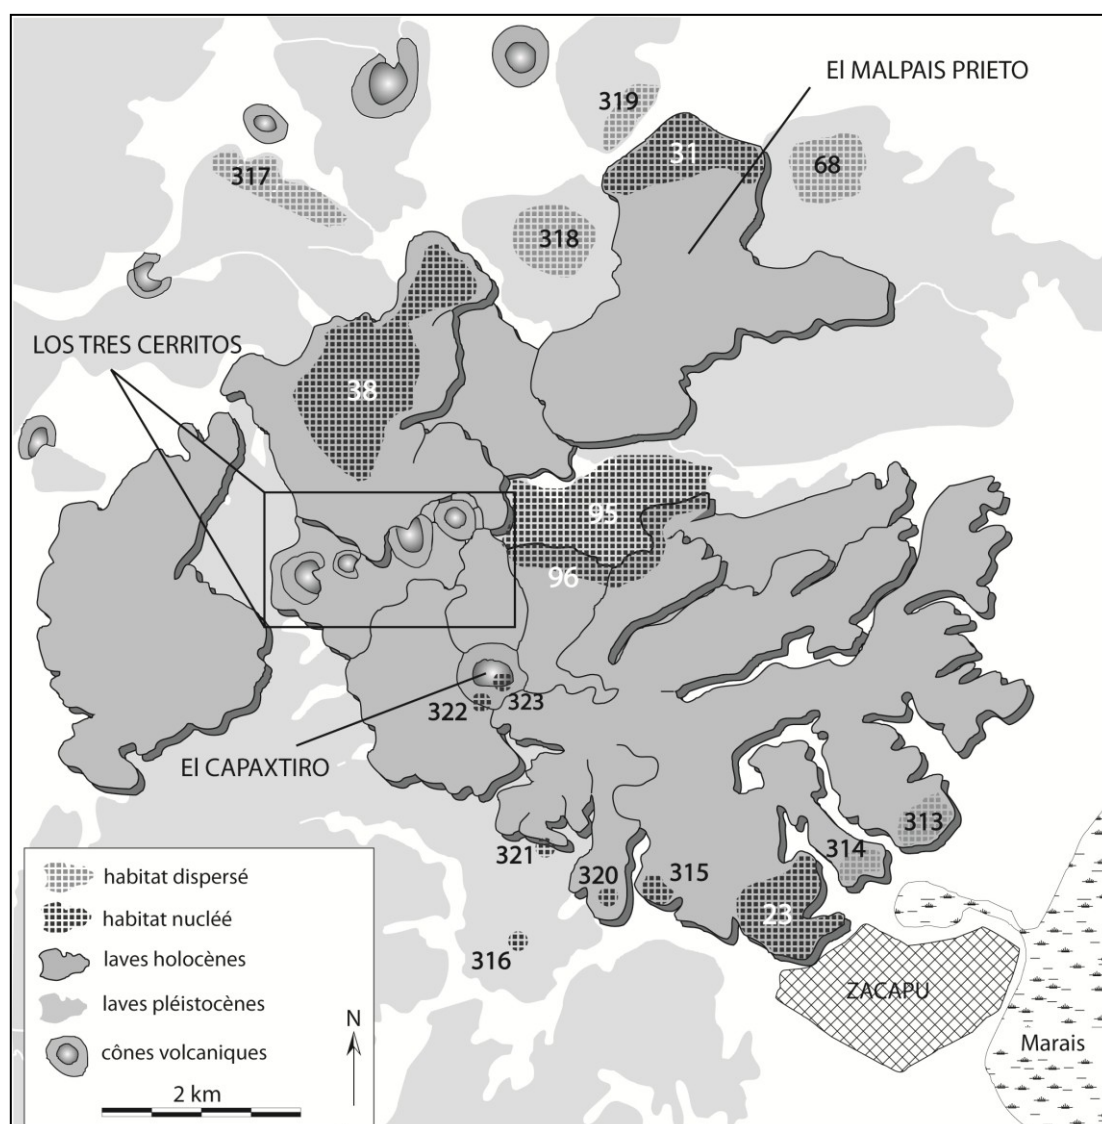 El MALPAIS PRIETO
319
31
68
317
318
LOS TRES CERRITOS
38
95
96
322
323
El CAPAXTIRO
313
314
321
320
315
23
316
ZACAPU
Marais
habitat dispersé
habitat nucléé
laves holocènes
laves pléistocènes
cônes volcaniques
N
2 km